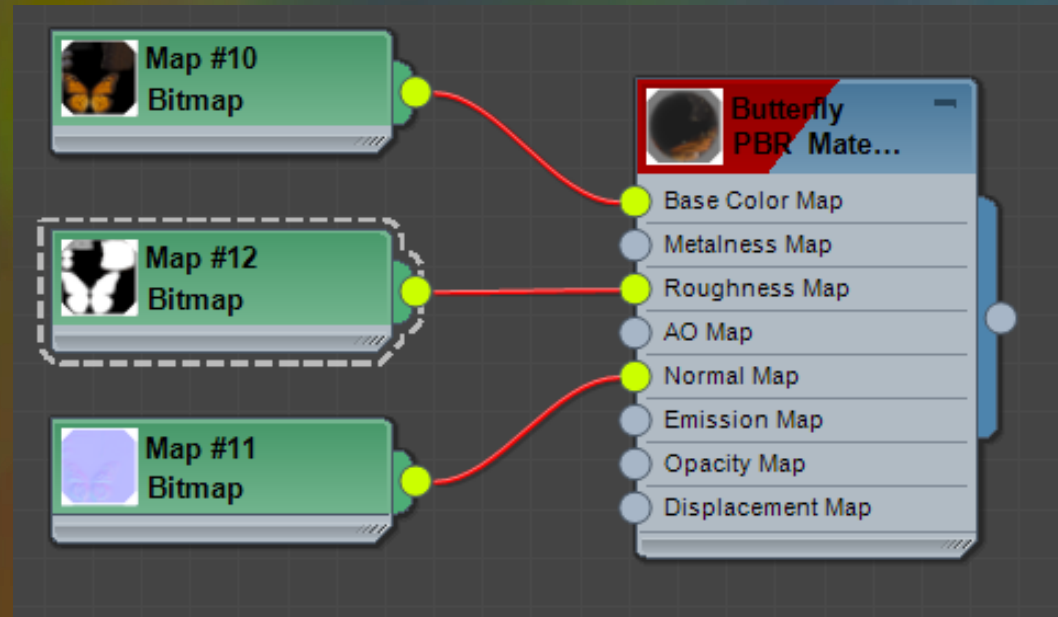 Map #10
Bitmap
Map #12
Bitmap
Map #11
Bitmap
Butterfly
PBR Mate...
Base Color Map
Metalness Map
Roughness Map
AO Map
Normal Map
Emission Map
Opacity Map
Displacement Map